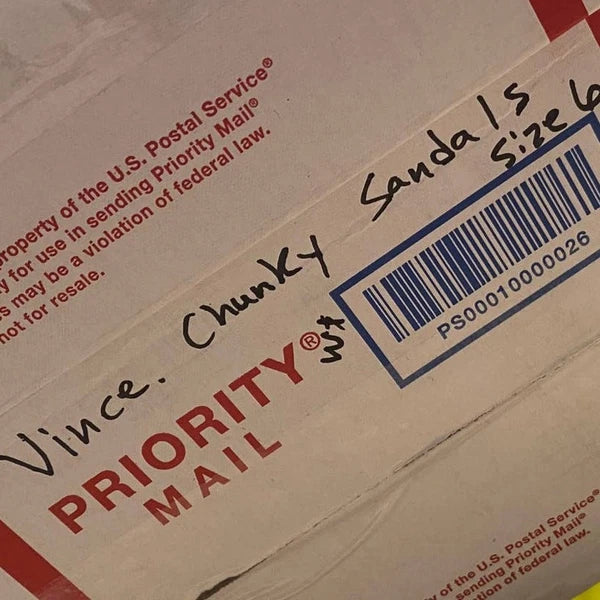 property of the U.S. Postal Service®
y for use in sending Priority Mail®
s may be a violation of federal law.
not for resale.
Vince. Chunky Sandals
size 6
PRIORITY®
MAIL
PS00010000026
y of the U.S. Postal Service®
sending Priority Mail®
tion of federal law.